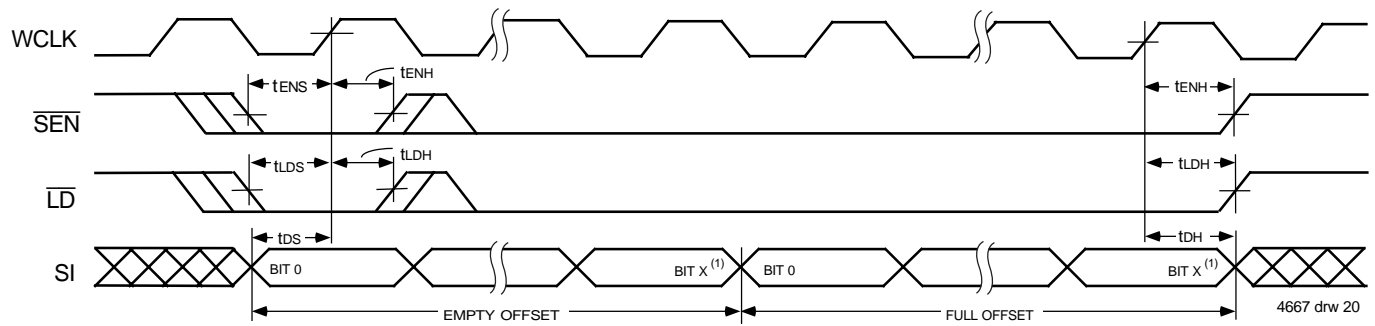 WCLK
tENS
tENH
tENH
SEN
tLDS
tLDH
tLDH
LD
tDS
tDH
SI
BIT 0
BIT X (1)
BIT 0
BIT X (1)
EMPTY OFFSET
FULL OFFSET
4667 drw 20